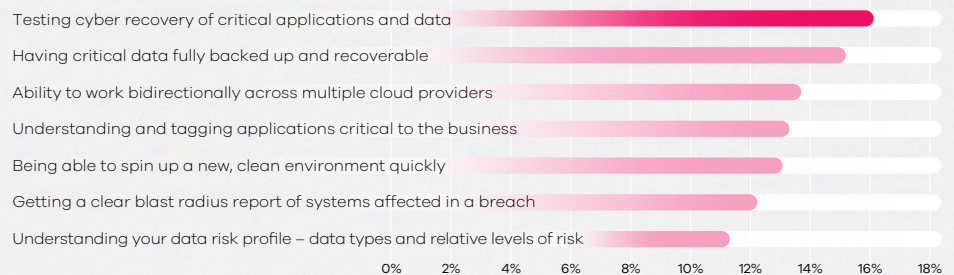 Testing cyber recovery of critical applications and data
Having critical data fully backed up and recoverable
Ability to work bidirectionally across multiple cloud providers
Understanding and tagging applications critical to the business
Being able to spin up a new, clean environment quickly
Getting a clear blast radius report of systems affected in a breach
Understanding your data risk profile – data types and relative levels of risk
0% 2% 4% 6% 8% 10% 12% 14% 16% 18%